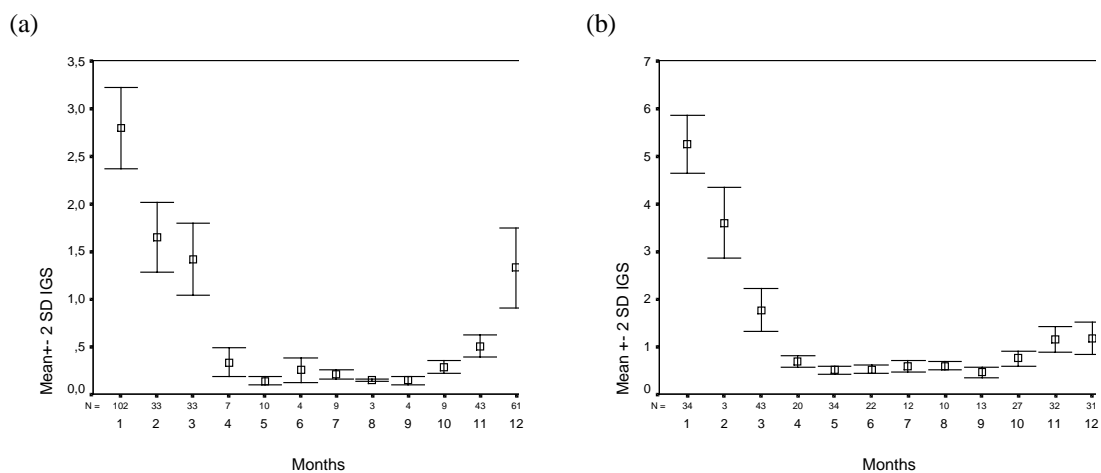 (a)
3,5
3,0
2,5
2,0
1,5
1,0
,5
0,0
Mean+- 2 SD IGS
N = 102 33 33 7 10 4 9 3 4 9 43 61
1 2 3 4 5 6 7 8 9 10 11 12
Months
(b)
7
6
5
4
3
2
1
0
Mean +- 2 SD IGS
N = 34 3 43 20 34 22 12 10 13 27 32 31
1 2 3 4 5 6 7 8 9 10 11 12
Months